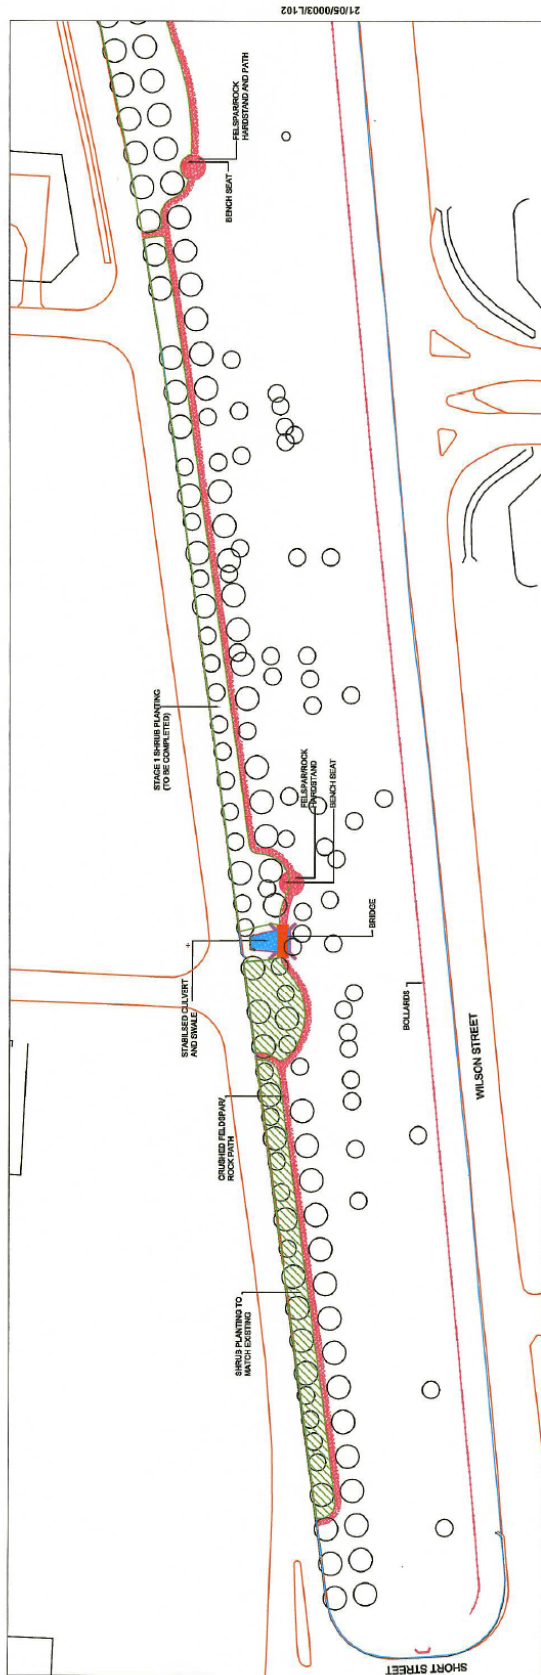 21/05/0003/L102
FELSPAR/ROCK
HARDSTAND AND PATH
BENCH SEAT
STAGE 1 SHRUB PLANTING
(TO BE COMPLETED)
FELSPAR/ROCK
HARDSTAND
BENCH SEAT
BRIDGE
STABILSED CULVERT
AND SWALE
BOLLARDS
WILSON STREET
CRUSHED FELDSPAR/
ROCK PATH
SHRUB PLANTING TO
MATCH EXISTING
SHORT STREET